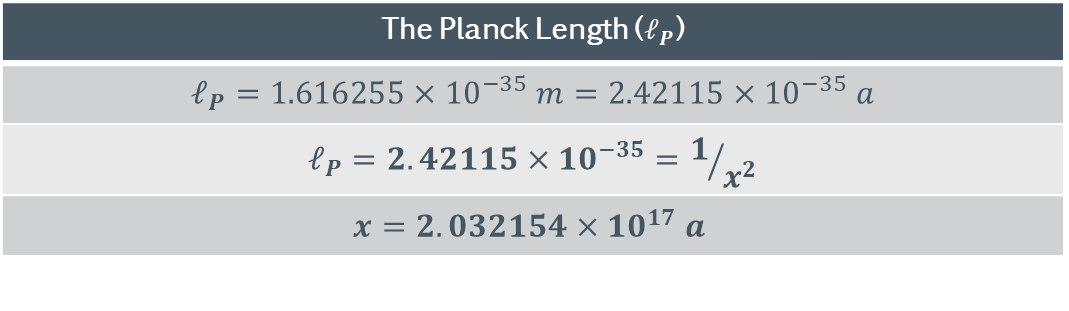 The Planck Length (ℓ_P)
ℓ_P = 1.616255 × 10^−35 m = 2.42115 × 10^−35 a
ℓ_P = 2.42115 × 10^−35 = 1/x^2
x = 2.032154 × 10^17 a